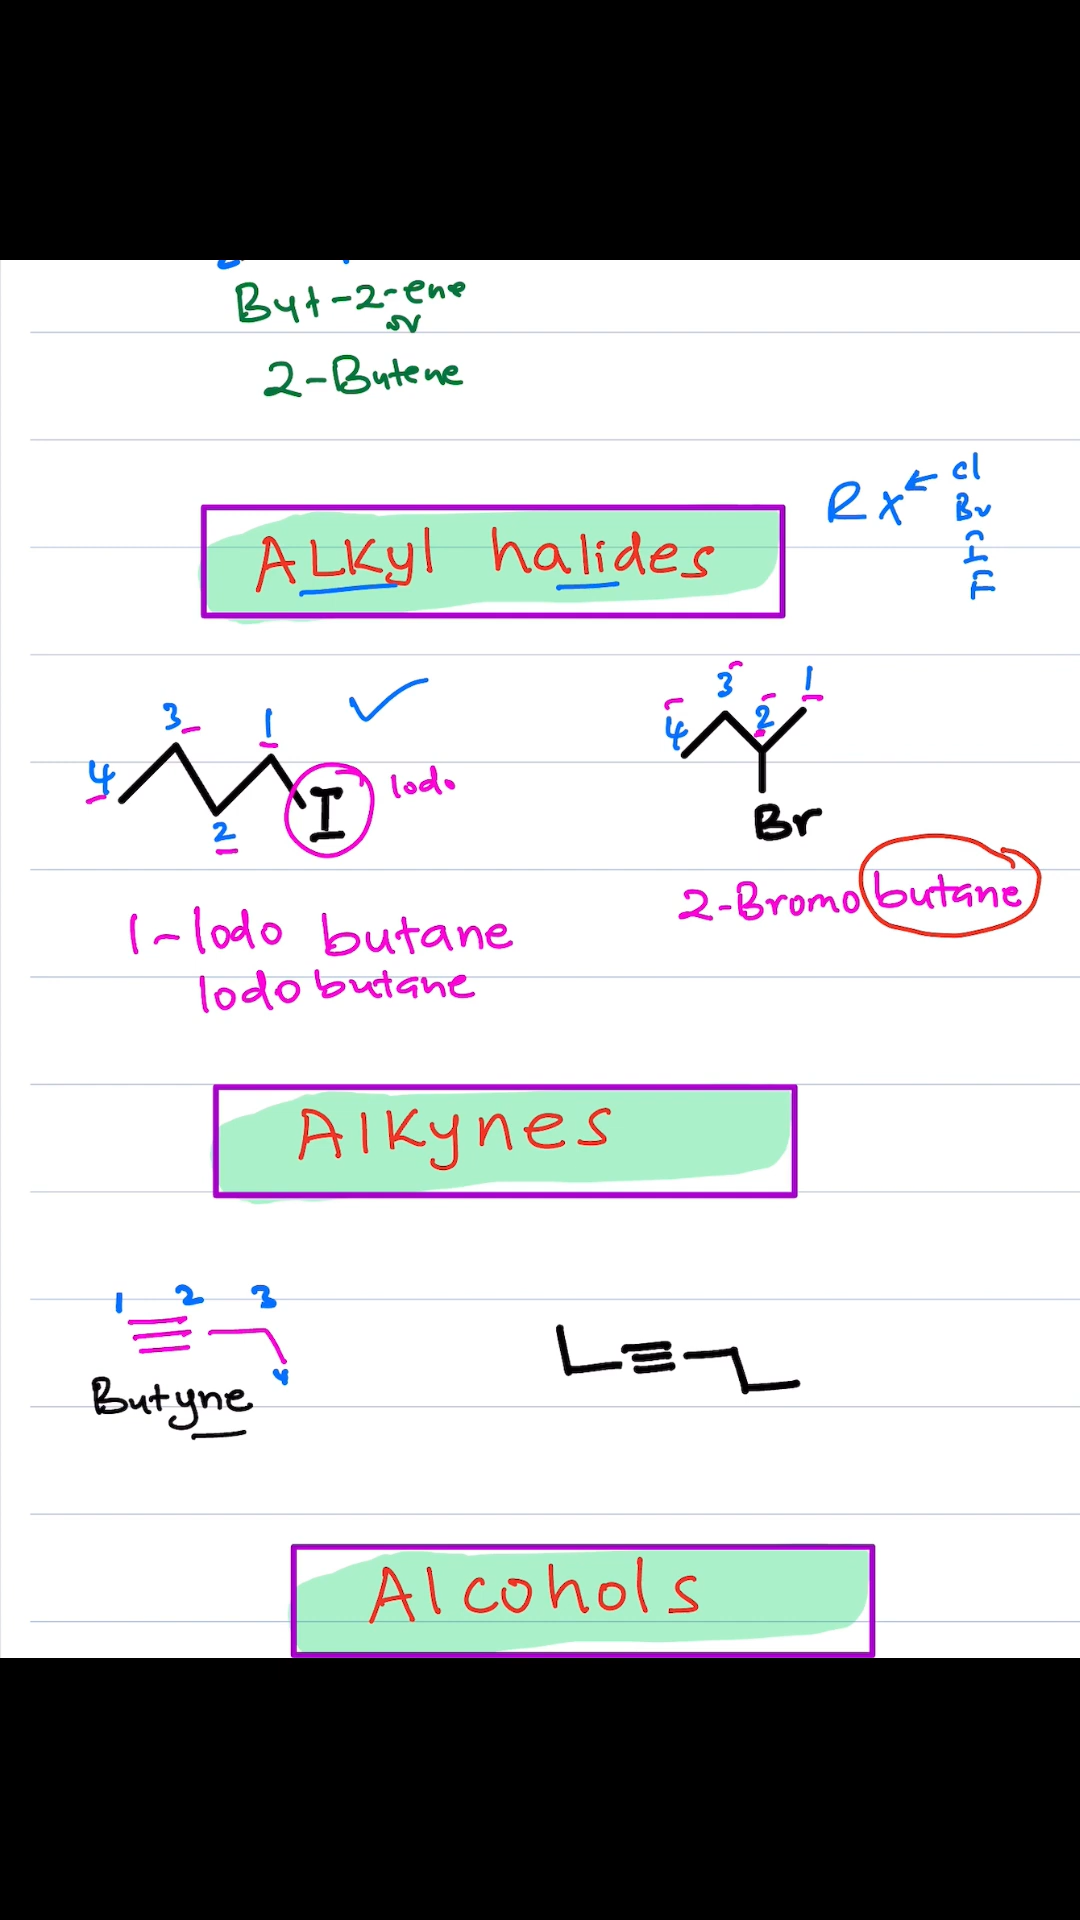 But-2-ene
or
2-Butene
RX ← Cl
Br
I
F
ALKyl halides
3 1
4 2
I Iodo
3 1
4 2
Br
2-Bromo butane
1-Iodo butane
Iodo butane
Alkynes
1 2 3
4
Butyne
Alcohols